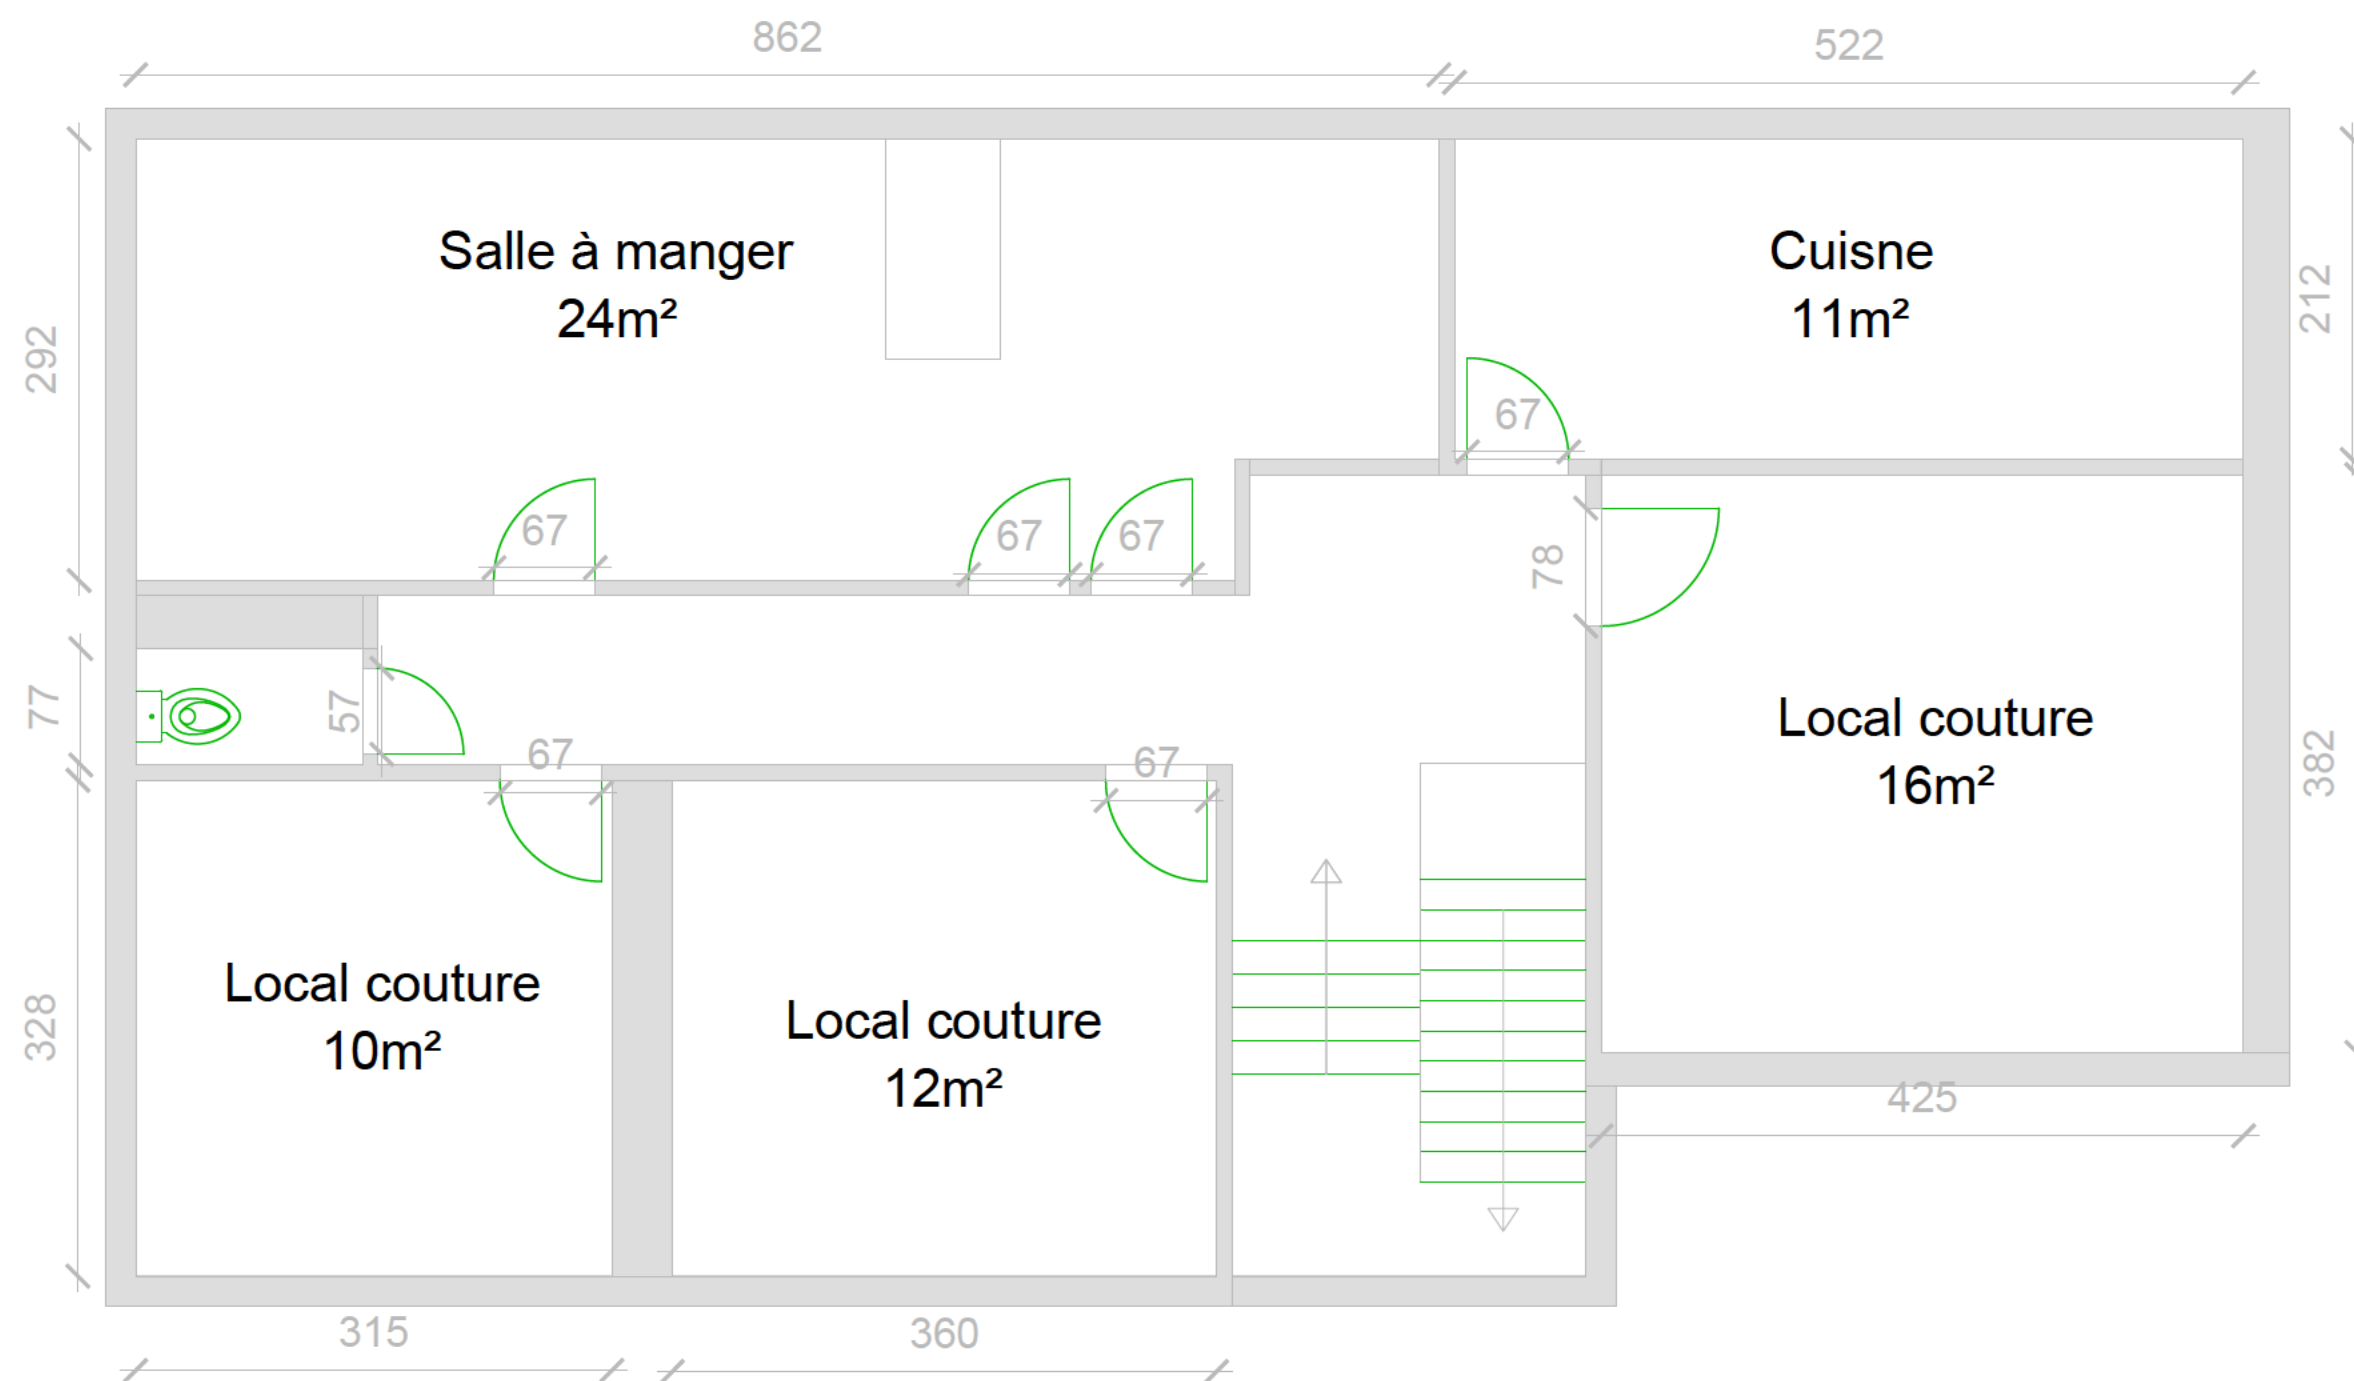 862
522
Salle à manger
24m²
Cuisne
11m²
212
292
67
67
67
67
78
77
57
67
67
Local couture
16m²
382
Local couture
10m²
Local couture
12m²
328
425
315
360